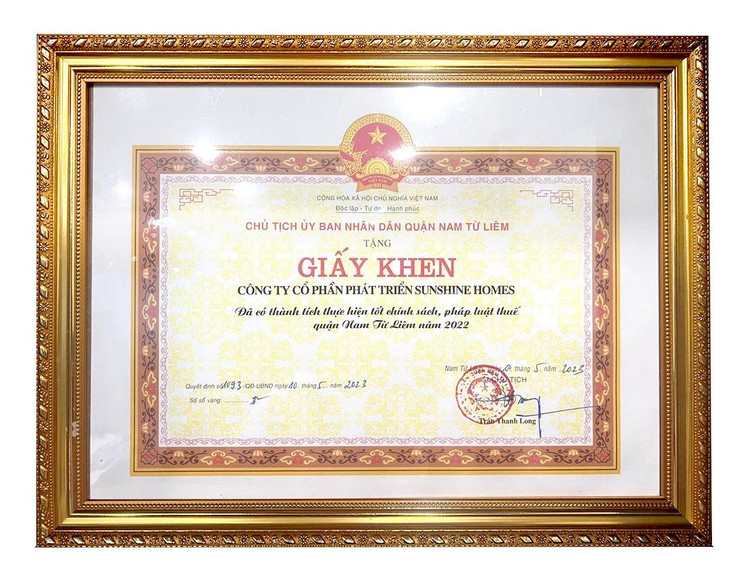 CỘNG HÒA XÃ HỘI CHỦ NGHĨA VIỆT NAM
Độc lập - Tự do - Hạnh phúc
CHỦ TỊCH ỦY BAN NHÂN DÂN QUẬN NAM TỪ LIÊM
TẶNG
GIẤY KHEN
CÔNG TY CỔ PHẦN PHÁT TRIỂN SUNSHINE HOMES
Đã có thành tích thực hiện tốt chính sách, pháp luật thuế
quận Nam Từ Liêm năm 2022
Nam Từ tháng 5 năm 2023
Quyết định số 1693 /QĐ-UBND ngày 10 tháng 5 năm 2023
CHỦ TỊCH
Số sổ vàng:
Trần Thanh Long